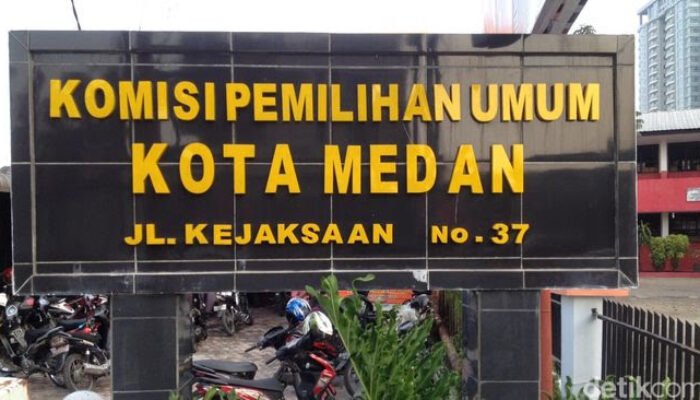 KOMISI PEMILIHAN UMUM
KOTA MEDAN
JL. KEJAKSAAN No. 37
detikcom